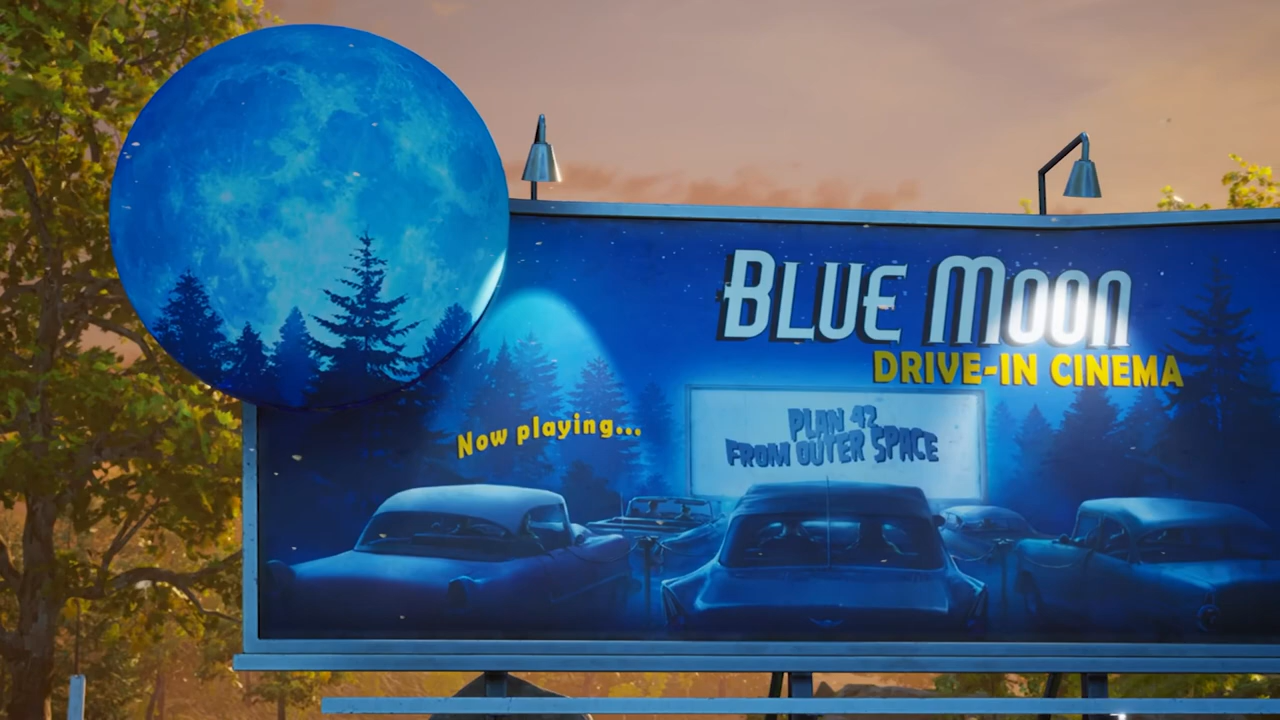 BLUE MOON
DRIVE-IN CINEMA
Now playing...
PLAN 42
FROM OUTER SPACE